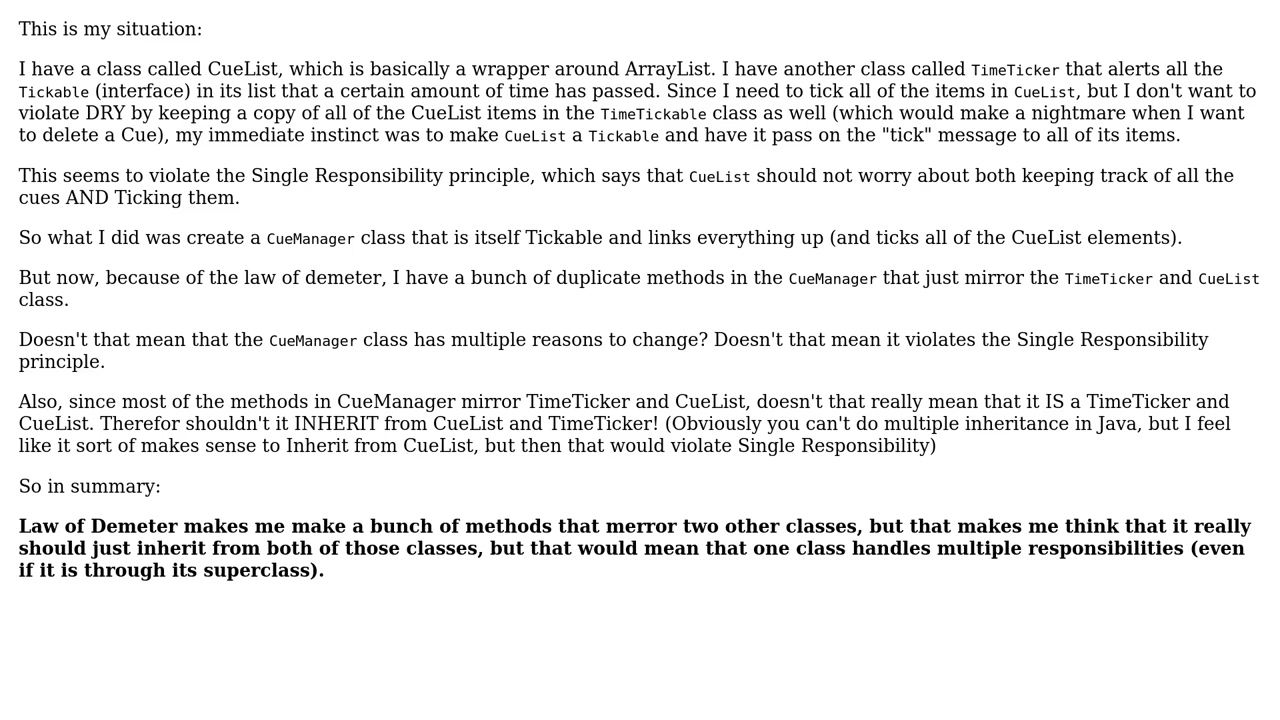 This is my situation:
I have a class called CueList, which is basically a wrapper around ArrayList. I have another class called TimeTicker that alerts all the
Tickable (interface) in its list that a certain amount of time has passed. Since I need to tick all of the items in CueList, but I don't want to
violate DRY by keeping a copy of all of the CueList items in the TimeTickable class as well (which would make a nightmare when I want
to delete a Cue), my immediate instinct was to make CueList a Tickable and have it pass on the "tick" message to all of its items.
This seems to violate the Single Responsibility principle, which says that CueList should not worry about both keeping track of all the
cues AND Ticking them.
So what I did was create a CueManager class that is itself Tickable and links everything up (and ticks all of the CueList elements).
But now, because of the law of demeter, I have a bunch of duplicate methods in the CueManager that just mirror the TimeTicker and CueList
class.
Doesn't that mean that the CueManager class has multiple reasons to change? Doesn't that mean it violates the Single Responsibility
principle.
Also, since most of the methods in CueManager mirror TimeTicker and CueList, doesn't that really mean that it IS a TimeTicker and
CueList. Therefor shouldn't it INHERIT from CueList and TimeTicker! (Obviously you can't do multiple inheritance in Java, but I feel
like it sort of makes sense to Inherit from CueList, but then that would violate Single Responsibility)
So in summary:
Law of Demeter makes me make a bunch of methods that merror two other classes, but that makes me think that it really
should just inherit from both of those classes, but that would mean that one class handles multiple responsibilities (even
if it is through its superclass).